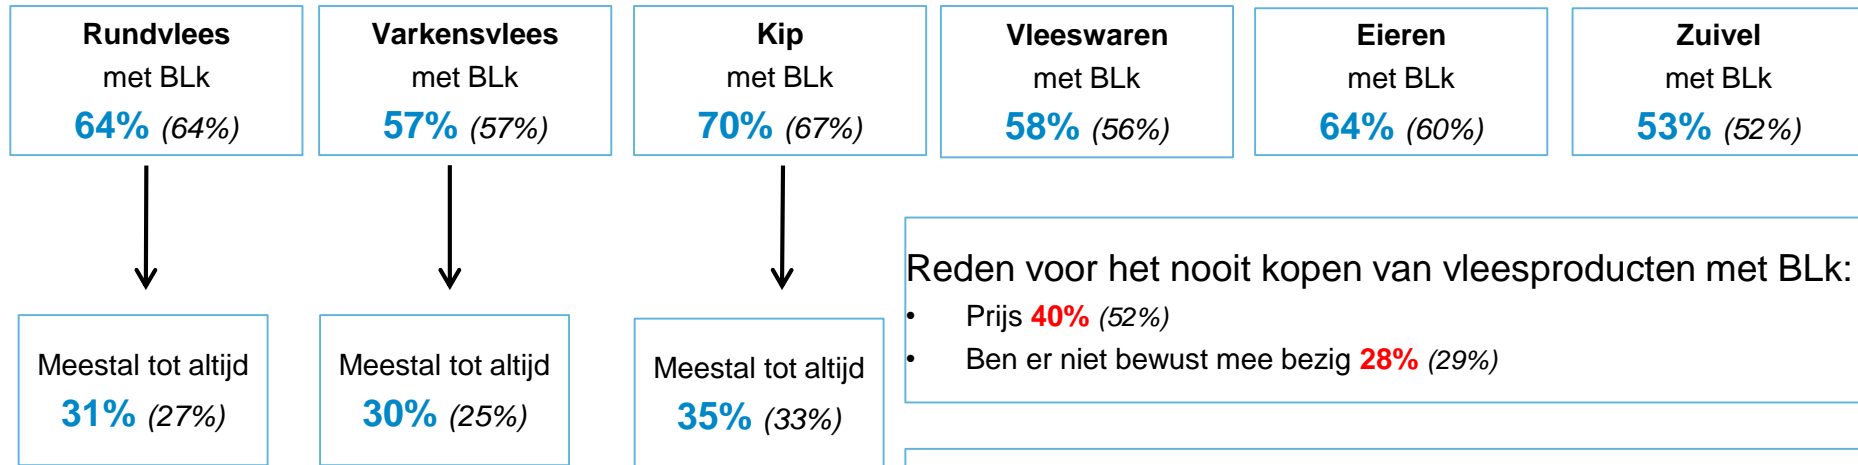 Rundvlees
met BLk
64% (64%)
Varkensvlees
met BLk
57% (57%)
Kip
met BLk
70% (67%)
Vleeswaren
met BLk
58% (56%)
Eieren
met BLk
64% (60%)
Zuivel
met BLk
53% (52%)
Meestal tot altijd
31% (27%)
Meestal tot altijd
30% (25%)
Meestal tot altijd
35% (33%)
Reden voor het nooit kopen van vleesproducten met BLk:
• Prijs 40% (52%)
• Ben er niet bewust mee bezig 28% (29%)